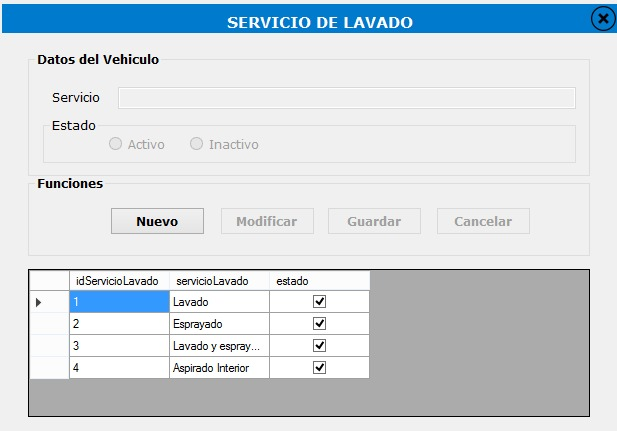 SERVICIO DE LAVADO
Datos del Vehiculo
Servicio
Estado
Activo Inactivo
Funciones
Nuevo Modificar Guardar Cancelar
idServicioLavado servicioLavado estado
1 Lavado
2 Esprayado
3 Lavado y espray...
4 Aspirado Interior